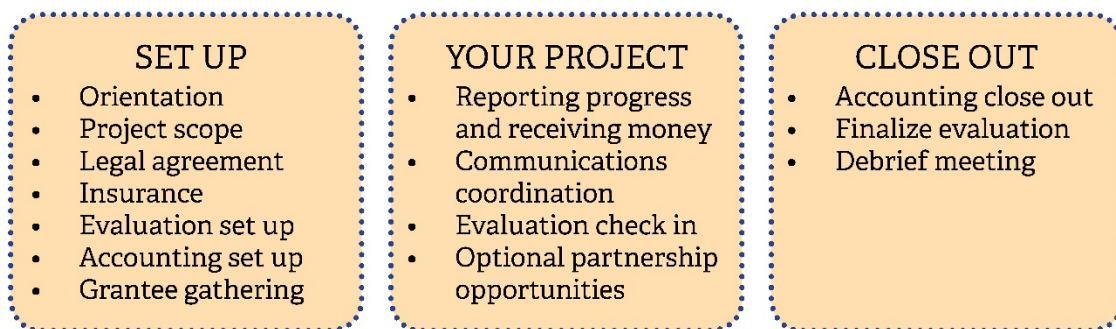 SET UP
• Orientation
• Project scope
• Legal agreement
• Insurance
• Evaluation set up
• Accounting set up
• Grantee gathering
YOUR PROJECT
• Reporting progress
and receiving money
• Communications
coordination
• Evaluation check in
• Optional partnership
opportunities
CLOSE OUT
• Accounting close out
• Finalize evaluation
• Debrief meeting